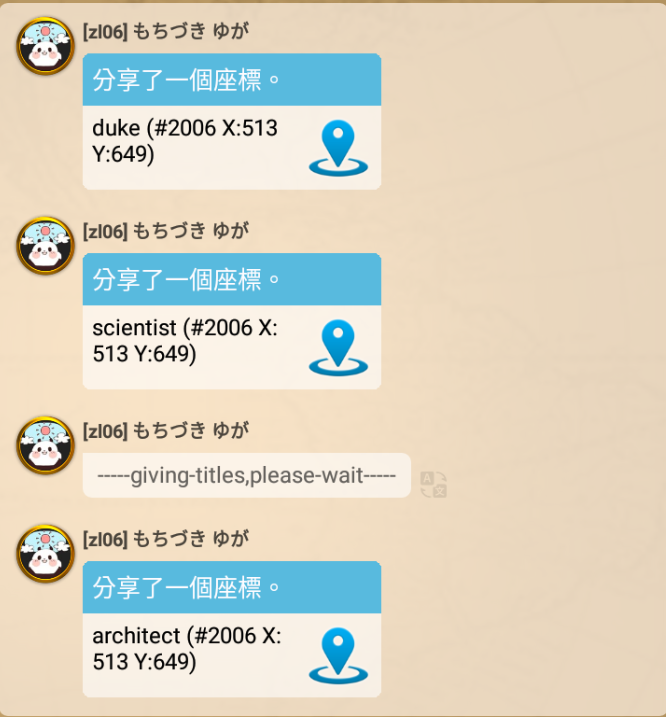 [zl06] もちづき ゆが
分享了一個座標。
duke (#2006 X:513
Y:649)
[zl06] もちづき ゆが
分享了一個座標。
scientist (#2006 X:
513 Y:649)
[zl06] もちづき ゆが
-----giving-titles,please-wait-----
[zl06] もちづき ゆが
分享了一個座標。
architect (#2006 X:
513 Y:649)